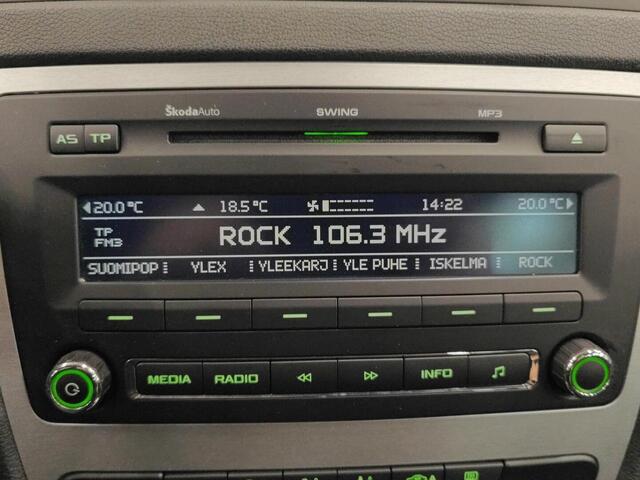 ŠkodaAuto SWING MP3
AS TP
20.0°C 18.5°C 14:22 20.0°C
TP
FM3
ROCK 106.3 MHz
SUOMIPOP YLEX YLEEKARJ YLE PUHE ISKELMA ROCK
MEDIA RADIO INFO